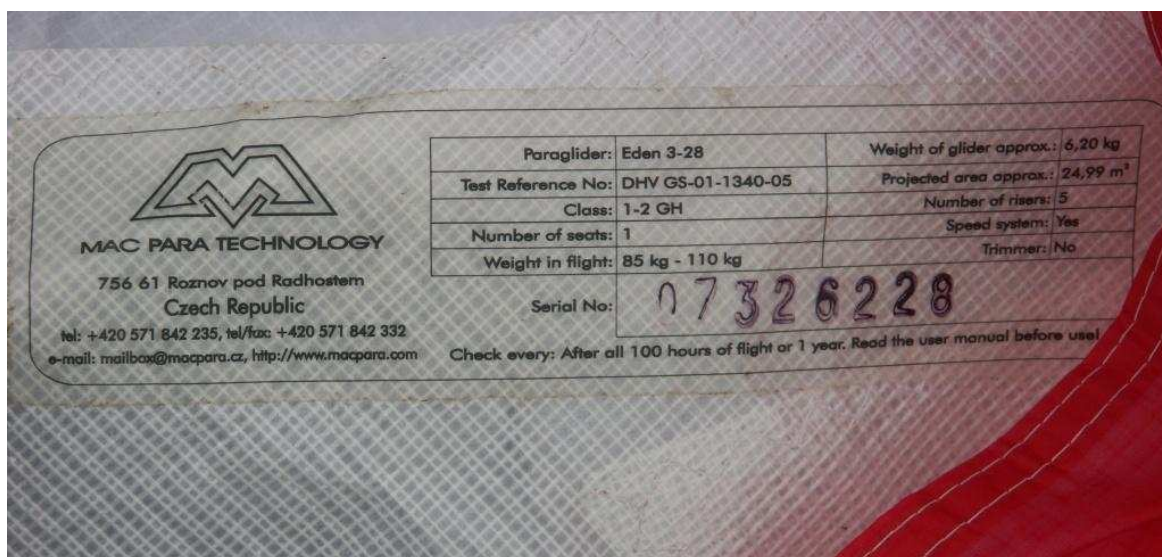 MAC PARA TECHNOLOGY
756 61 Roznov pod Radhostem
Czech Republic
tel: +420 571 842 235, tel/fax: +420 571 842 332
e-mail: mailbox@macpara.cz, http://www.macpara.com
Paraglider: Eden 3-28
Test Reference No: DHV GS-01-1340-05
Class: 1-2 GH
Number of seats: 1
Weight in flight: 85 kg - 110 kg
Weight of glider approx.: 6,20 kg
Projected area approx.: 24,99 m²
Number of risers: 5
Speed system: Yes
Trimmer: No
Serial No: 07326228
Check every: After all 100 hours of flight or 1 year. Read the user manual before use!